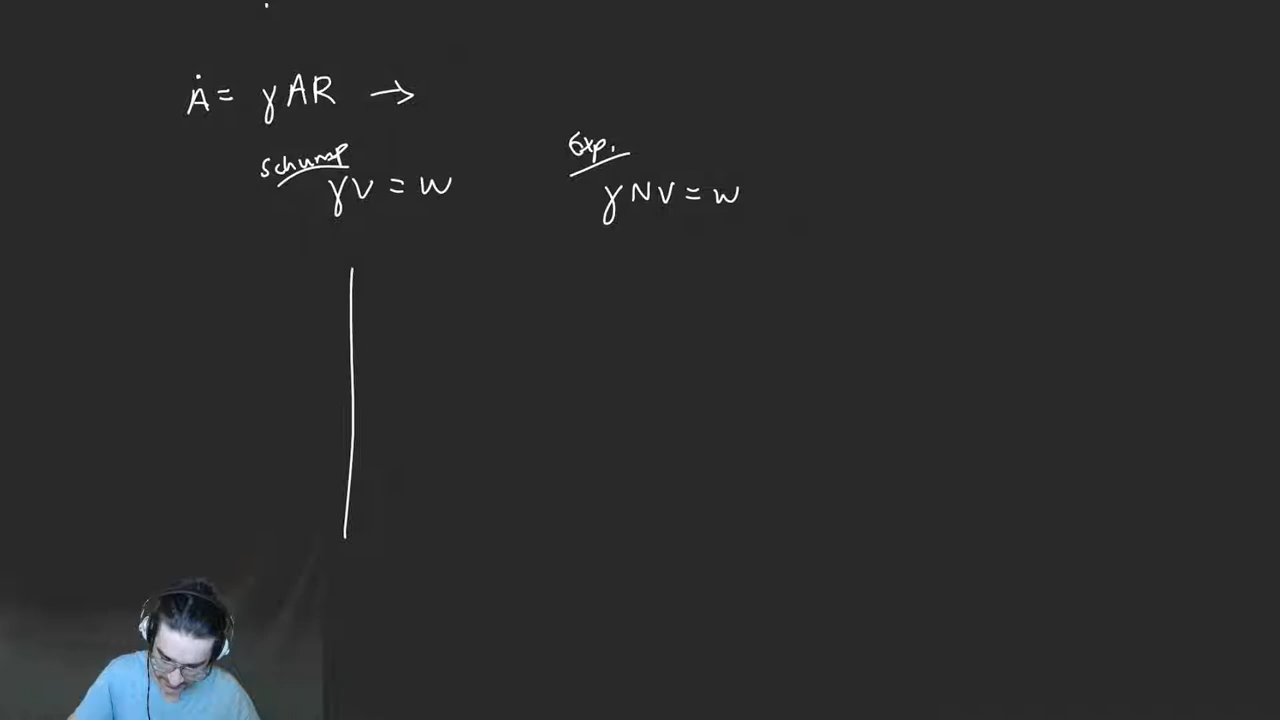 Ȧ = γAR →
Schump
Exp.
γV = w
γNV = w